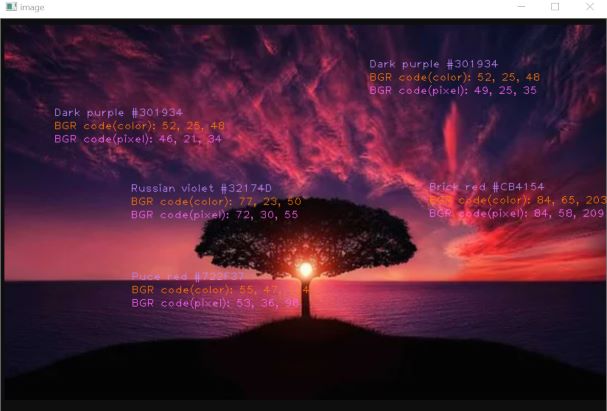 image
Dark purple #301934
BGR code(color): 52, 25, 48
BGR code(pixel): 49, 25, 35
Dark purple #301934
BGR code(color): 52, 25, 48
BGR code(pixel): 46, 21, 34
Russian violet #32174D
BGR code(color): 77, 23, 50
BGR code(pixel): 72, 30, 55
Brick red #CB4154
BGR code(color): 84, 65, 203
BGR code(pixel): 84, 58, 209
Puce red #722F37
BGR code(color): 55, 47,
BGR code(pixel): 53, 36,